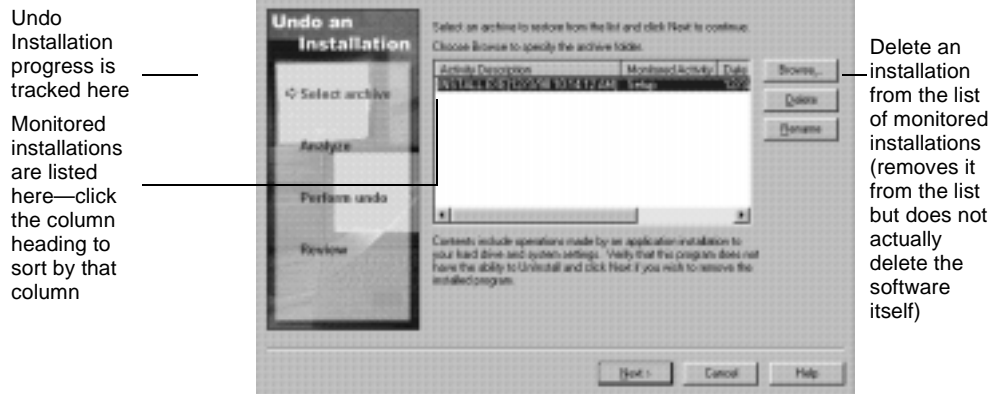 Undo
Installation
progress is
tracked here
Monitored
installations
are listed
here—click
the column
heading to
sort by that
column
Undo an
Installation
Select archive
Analyze
Perform undo
Review
Select an archive to restore from the list and click Next to continue.
Choose Browse to specify the archive folder.
Activity Description Monitored Activity Date
Setup
Browse...
Delete
Rename
Contents include operations made by an application installation to
your hard drive and system settings. Verify that this program does not
have the ability to Uninstall and click Next if you wish to remove the
installed program.
Next >
Cancel
Help
Delete an
installation
from the list
of monitored
installations
(removes it
from the list
but does not
actually
delete the
software
itself)